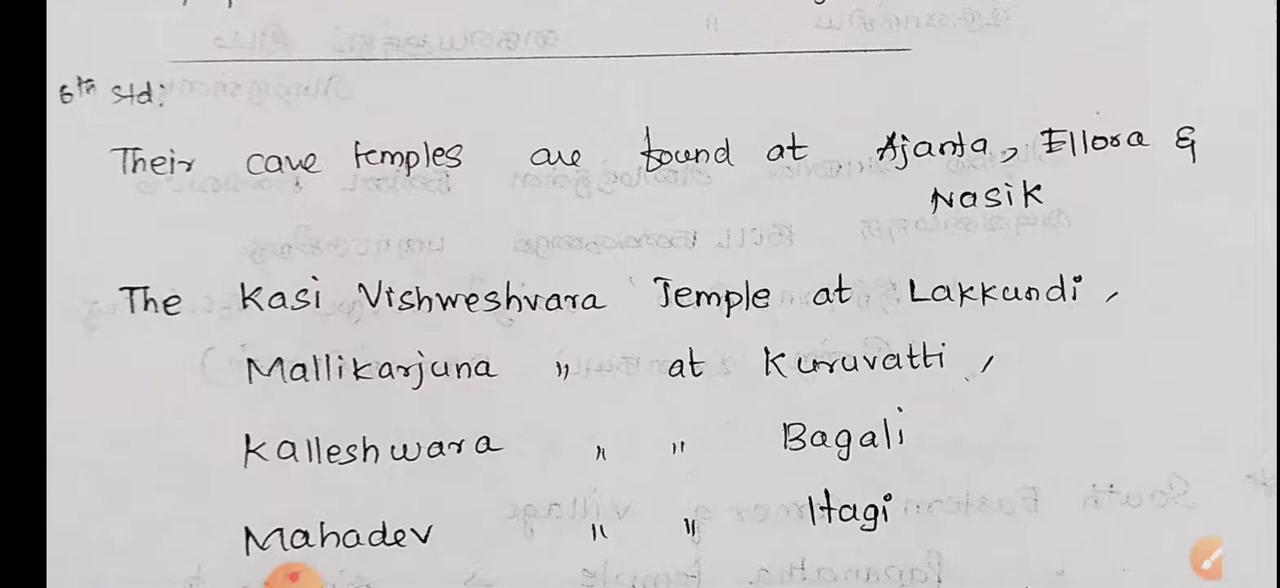 6th Std:
Their cave temples are found at Ajanta, Ellora &
Nasik
The Kasi Vishweshvara Temple at Lakkundi,
Mallikarjuna " at Kuruvatti,
Kalleshwara " " Bagali
Mahadev " " Itagi